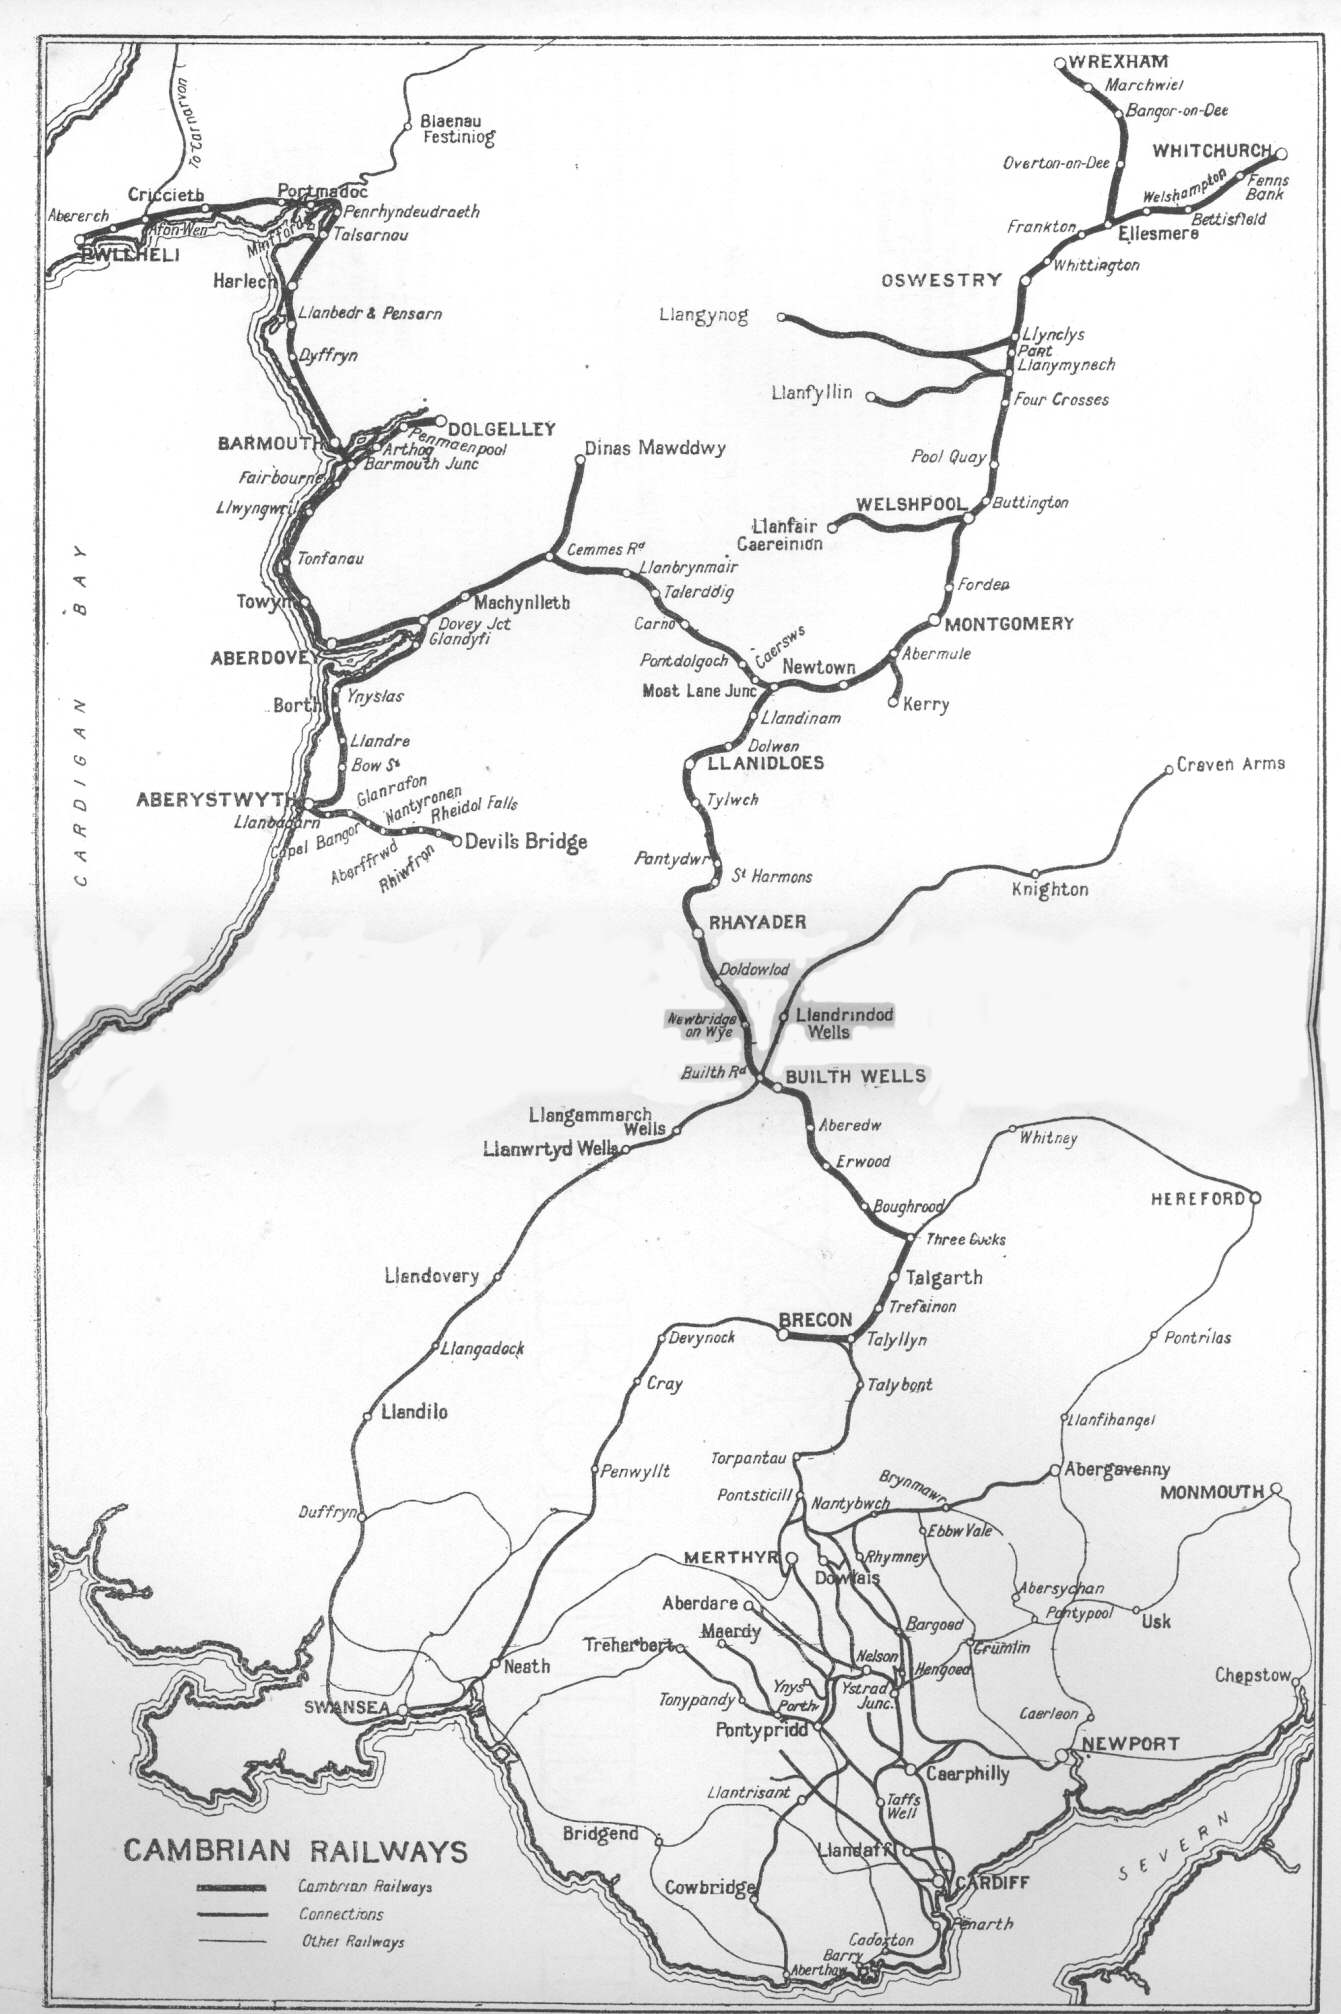 WREXHAM
Marchwiel
Bangor-on-Dee
Overton-on-Dee
WHITCHURCH
Welshampton
Fenns
Bank
Bettisfield
Frankton
Ellesmere
Whittington
OSWESTRY
To Carnarvon
Blaenau
Festiniog
Criccieth
Portmadoc
Abererch
Afon-Wen
Penrhyndeudraeth
Minffordd
Talsarnau
PWLLHELI
Harlech
Llanbedr & Pensarn
Dyffryn
Llangynog
Llynclys
Part
Llanymynech
Llanfyllin
Four Crosses
BARMOUTH
DOLGELLEY
Penmaenpool
Arthog
Barmouth Junc
Fairbourne
Llwyngwril
Dinas Mawddwy
Pool Quay
WELSHPOOL
Buttington
Llanfair
Caereinion
Tonfanau
Cemmes Rd
Llanbrynmair
Talerddig
Forden
Towyn
Machynlleth
Dovey Jct
Glandyfi
Carno
MONTGOMERY
ABERDOVEY
Pontdolgoch
Caersws
Newtown
Abermule
Moat Lane Junc
Kerry
Borth
Ynyslas
Llandinam
Llandre
Dolwen
Bow St
LLANIDLOES
Craven Arms
CARDIGAN BAY
ABERYSTWYTH
Glanrafon
Nantyronen
Rheidol Falls
Llanbadarn
Capel Bangor
Aberffrwd
Rhiwfron
Devil's Bridge
Tylwch
Pantydwr
St Harmons
Knighton
RHAYADER
Doldowlod
Newbridge
on Wye
Llandrindod
Wells
Builth Rd
BUILTH WELLS
Llangammarch
Wells
Llanwrtyd Wells
Aberedw
Whitney
Erwood
Boughrood
HEREFORD
Three Cocks
Llandovery
Talgarth
Trefeinon
BRECON
Devynock
Talyllyn
Pontrilas
Llangadock
Cray
Talybont
Llandilo
Llanfihangel
Torpantau
Penwyllt
Abergavenny
Pontsticill
Brynmawr
Nantybwch
MONMOUTH
Duffryn
Ebbw Vale
MERTHYR
Rhymney
Dowlais
Abersychan
Aberdare
Pontypool
Usk
Maerdy
Bargoed
Treherbert
Crumlin
Nelson
Hengoed
Neath
Chepstow
Ynys
Ystrad
Junc.
Tonypandy
Porth
SWANSEA
Pontypridd
Caerleon
NEWPORT
Caerphilly
Llantrisant
Taffs
Well
Bridgend
Llandaff
SEVERN
CAMBRIAN RAILWAYS
Cambrian Railways
Connections
Other Railways
Cowbridge
CARDIFF
Penarth
Cadoxton
Barry
Aberthaw